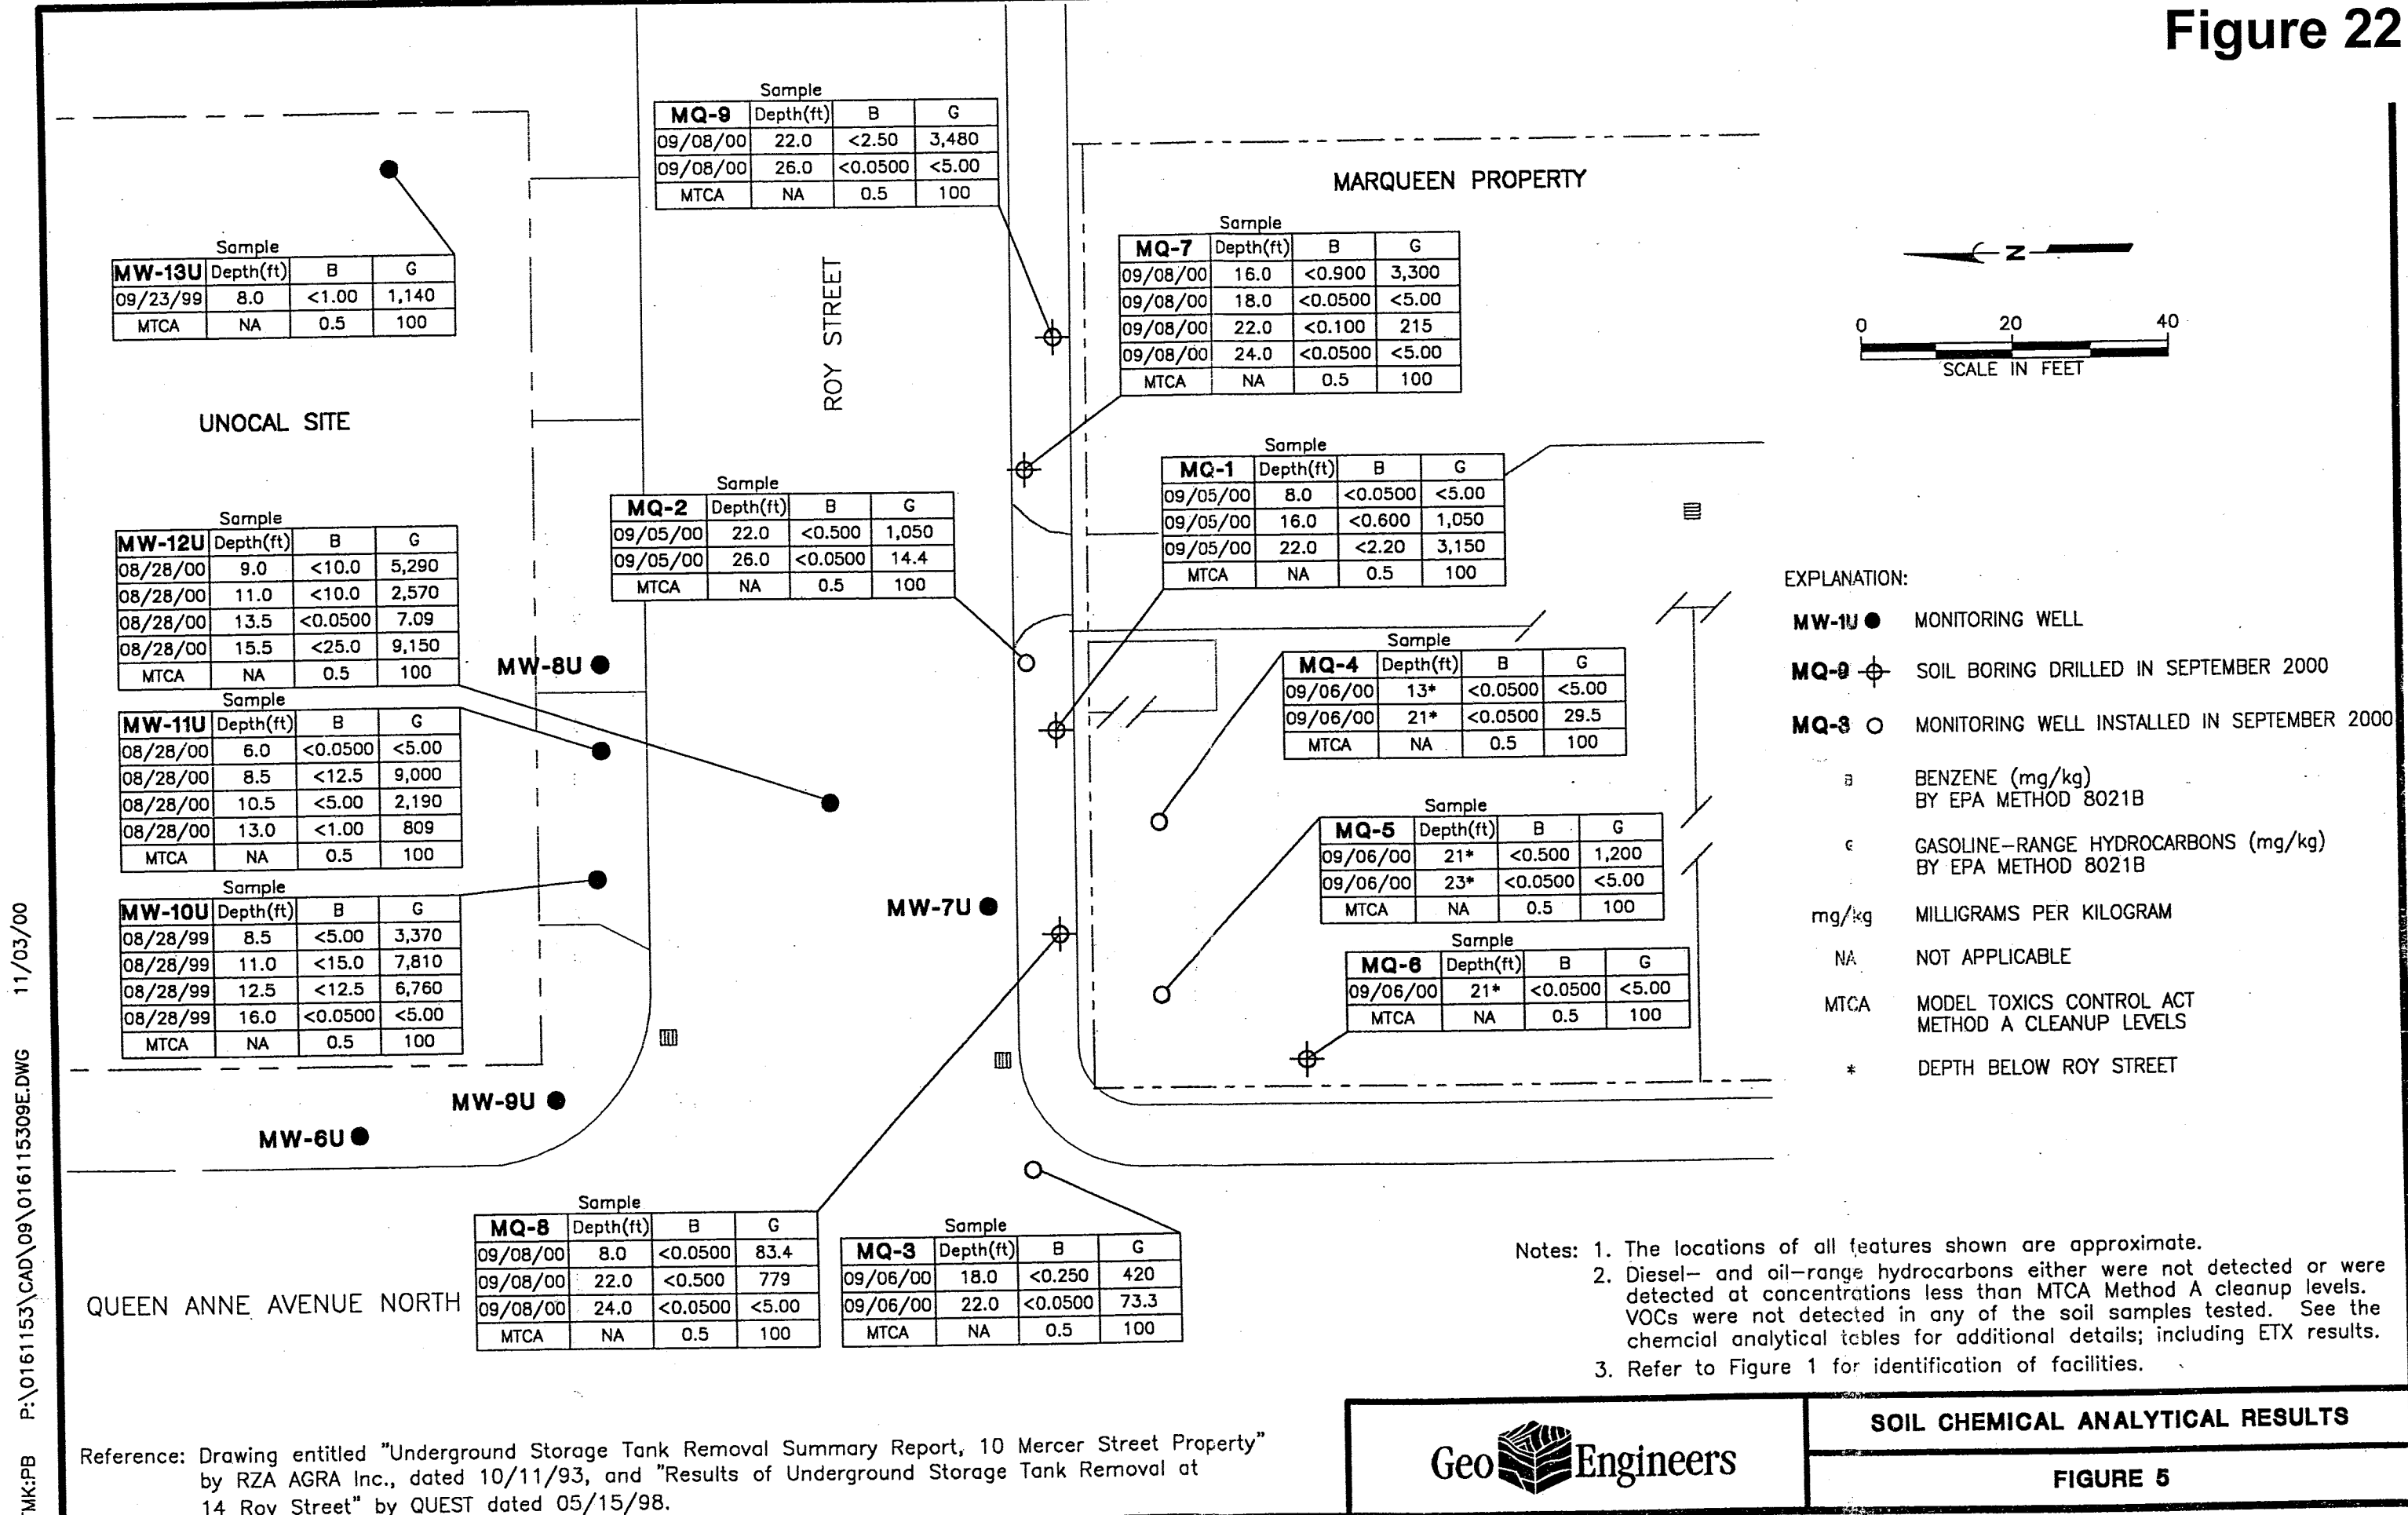 Figure 22
Sample
MQ-9 Depth(ft) B G
09/08/00 22.0 <2.50 3,480
09/08/00 26.0 <0.0500 <5.00
MTCA NA 0.5 100
MARQUEEN PROPERTY
Sample
MW-13U Depth(ft) B G
09/23/99 8.0 <1.00 1,140
MTCA NA 0.5 100
ROY STREET
Sample
MQ-7 Depth(ft) B G
09/08/00 16.0 <0.900 3,300
09/08/00 18.0 <0.0500 <5.00
09/08/00 22.0 <0.100 215
09/08/00 24.0 <0.0500 <5.00
MTCA NA 0.5 100
N
0 20 40
SCALE IN FEET
UNOCAL SITE
Sample
MQ-1 Depth(ft) B G
09/05/00 8.0 <0.0500 <5.00
09/05/00 16.0 <0.600 1,050
09/05/00 22.0 <2.20 3,150
MTCA NA 0.5 100
Sample
MQ-2 Depth(ft) B G
09/05/00 22.0 <0.500 1,050
09/05/00 26.0 <0.0500 14.4
MTCA NA 0.5 100
Sample
MW-12U Depth(ft) B G
08/28/00 9.0 <10.0 5,290
08/28/00 11.0 <10.0 2,570
08/28/00 13.5 <0.0500 7.09
08/28/00 15.5 <25.0 9,150
MTCA NA 0.5 100
MW-8U
Sample
MQ-4 Depth(ft) B G
09/06/00 13* <0.0500 <5.00
09/06/00 21* <0.0500 29.5
MTCA NA 0.5 100
Sample
MW-11U Depth(ft) B G
08/28/00 6.0 <0.0500 <5.00
08/28/00 8.5 <12.5 9,000
08/28/00 10.5 <5.00 2,190
08/28/00 13.0 <1.00 809
MTCA NA 0.5 100
Sample
MQ-5 Depth(ft) B G
09/06/00 21* <0.500 1,200
09/06/00 23* <0.0500 <5.00
MTCA NA 0.5 100
Sample
MW-10U Depth(ft) B G
08/28/99 8.5 <5.00 3,370
08/28/99 11.0 <15.0 7,810
08/28/99 12.5 <12.5 6,760
08/28/99 16.0 <0.0500 <5.00
MTCA NA 0.5 100
MW-7U
Sample
MQ-6 Depth(ft) B G
09/06/00 21* <0.0500 <5.00
MTCA NA 0.5 100
MW-9U
MW-6U
EXPLANATION:
MW-1U MONITORING WELL
MQ-9 SOIL BORING DRILLED IN SEPTEMBER 2000
MQ-3 MONITORING WELL INSTALLED IN SEPTEMBER 2000
B BENZENE (mg/kg)
BY EPA METHOD 8021B
G GASOLINE-RANGE HYDROCARBONS (mg/kg)
BY EPA METHOD 8021B
mg/kg MILLIGRAMS PER KILOGRAM
NA NOT APPLICABLE
MTCA MODEL TOXICS CONTROL ACT
METHOD A CLEANUP LEVELS
* DEPTH BELOW ROY STREET
QUEEN ANNE AVENUE NORTH
Sample
MQ-8 Depth(ft) B G
09/08/00 8.0 <0.0500 83.4
09/08/00 22.0 <0.500 779
09/08/00 24.0 <0.0500 <5.00
MTCA NA 0.5 100
Sample
MQ-3 Depth(ft) B G
09/06/00 18.0 <0.250 420
09/06/00 22.0 <0.0500 73.3
MTCA NA 0.5 100
Notes: 1. The locations of all features shown are approximate.
2. Diesel- and oil-range hydrocarbons either were not detected or were
detected at concentrations less than MTCA Method A cleanup levels.
VOCs were not detected in any of the soil samples tested. See the
chemcial analytical tables for additional details; including ETX results.
3. Refer to Figure 1 for identification of facilities.
Reference: Drawing entitled "Underground Storage Tank Removal Summary Report, 10 Mercer Street Property"
by RZA AGRA Inc., dated 10/11/93, and "Results of Underground Storage Tank Removal at
14 Roy Street" by QUEST dated 05/15/98.
Geo Engineers
SOIL CHEMICAL ANALYTICAL RESULTS
FIGURE 5
TMK:PB P:\0161153\CAD\09\016115309E.DWG 11/03/00